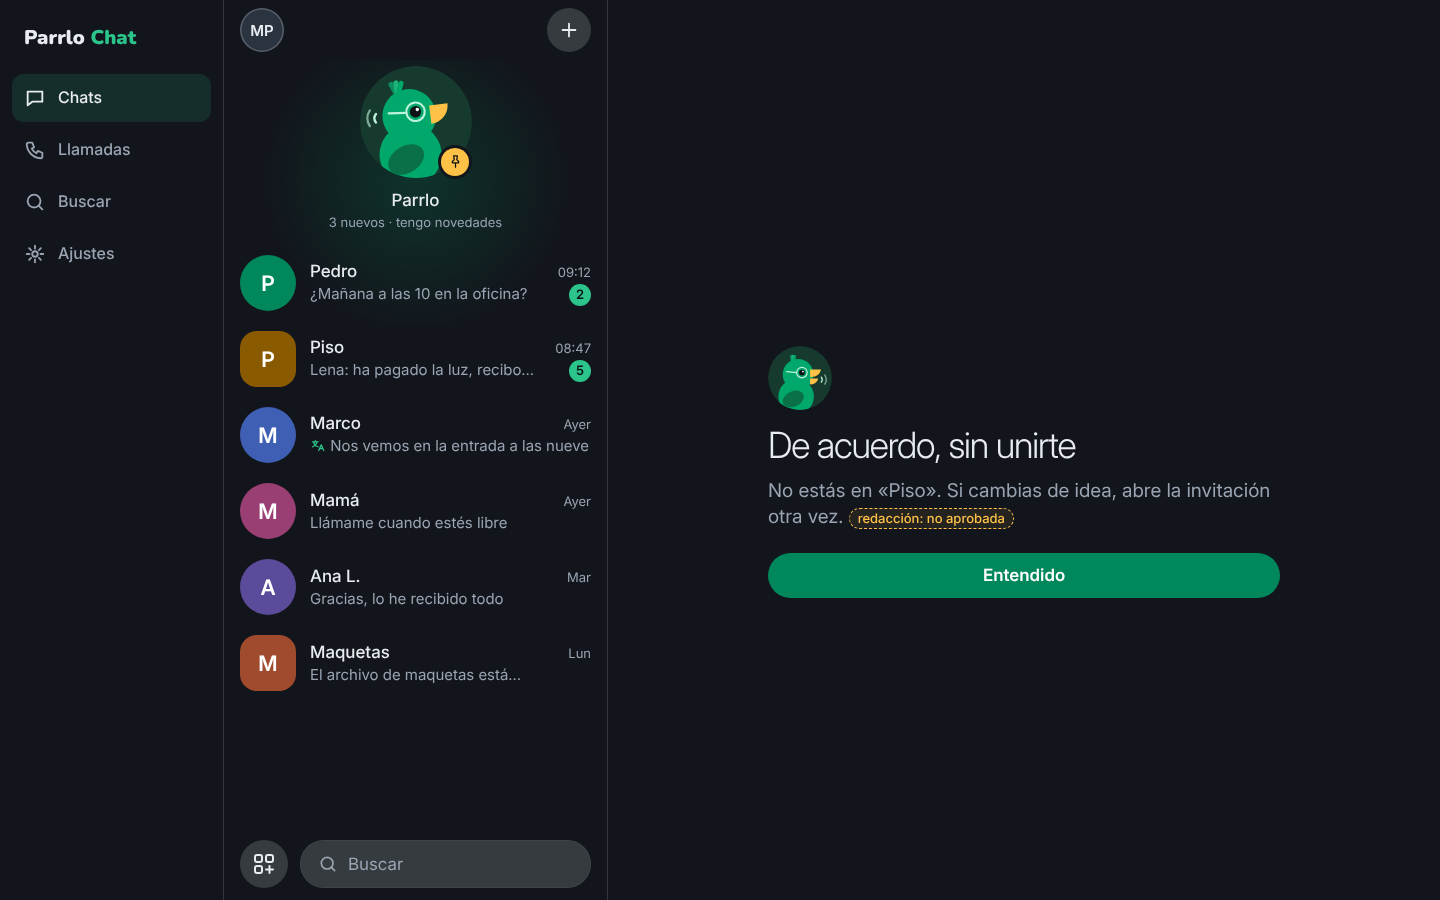 Parrlo Chat
Chats
Llamadas
Buscar
Ajustes
MP
Parrlo
3 nuevos · tengo novedades
P
Pedro
09:12
¿Mañana a las 10 en la oficina?
2
P
Piso
08:47
Lena: ha pagado la luz, recibo...
5
M
Marco
Ayer
Nos vemos en la entrada a las nueve
M
Mamá
Ayer
Llámame cuando estés libre
A
Ana L.
Mar
Gracias, lo he recibido todo
M
Maquetas
Lun
El archivo de maquetas está...
Buscar
De acuerdo, sin unirte
No estás en «Piso». Si cambias de idea, abre la invitación
otra vez. redacción: no aprobada
Entendido